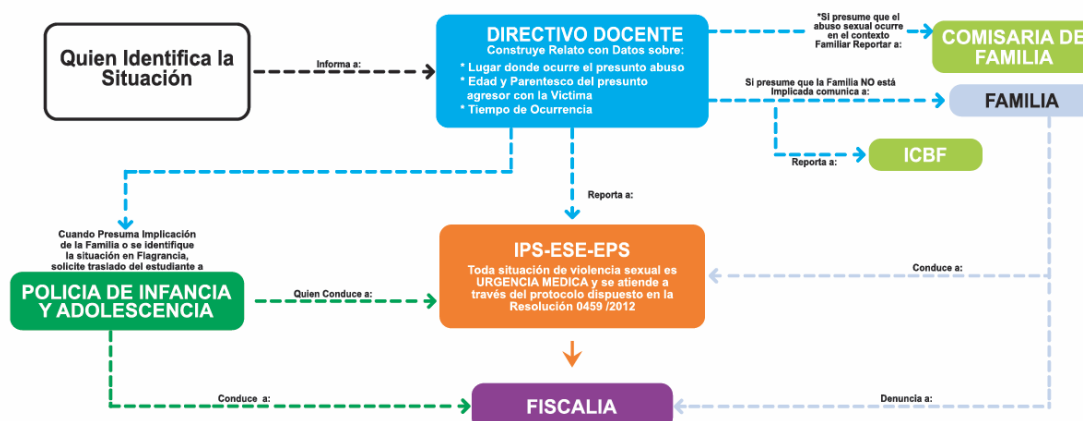 Quien Identifica la
Situación
Informa a:
DIRECTIVO DOCENTE
Construye Relato con Datos sobre:
* Lugar donde ocurre el presunto abuso
* Edad y Parentesco del presunto
agresor con la Victima
* Tiempo de Ocurrencia
*Si presume que el
abuso sexual ocurre
en el contexto
Familiar Reportar a:
COMISARIA DE
FAMILIA
Si presume que la Familia NO está
Implicada comunica a:
FAMILIA
Reporta a:
ICBF
Reporta a:
Cuando Presuma Implicación
de la Familia o se identifique
la situación en Flagrancia,
solicite traslado del estudiante a
POLICIA DE INFANCIA
Y ADOLESCENCIA
Quien Conduce a:
IPS-ESE-EPS
Toda situación de violencia sexual es
URGENCIA MEDICA y se atiende a
través del protocolo dispuesto en la
Resolución 0459 /2012
Conduce a:
Conduce a:
FISCALIA
Denuncia a: